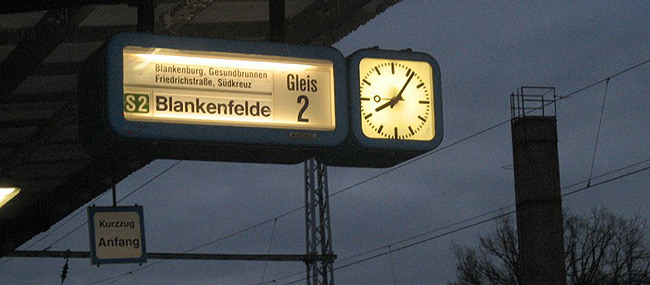 Blankenburg, Gesundbrunnen
Friedrichstraße, Südkreuz
S2 Blankenfelde
Gleis
2
Kurzzug
Anfang